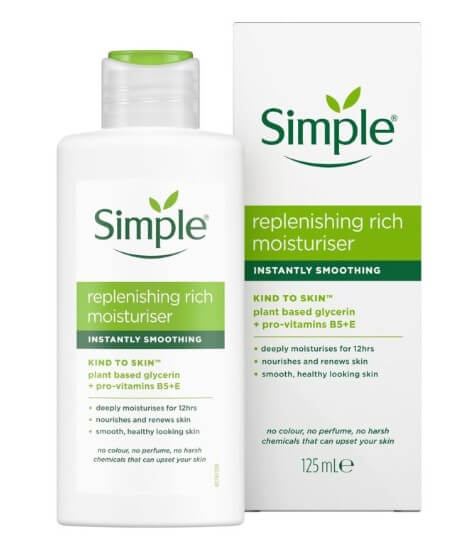 Simple®
replenishing rich
moisturiser
INSTANTLY SMOOTHING
KIND TO SKIN™
plant based glycerin
+ pro-vitamins B5+E
• deeply moisturises for 12hrs
• nourishes and renews skin
• smooth, healthy looking skin
no colour, no perfume, no harsh
chemicals that can upset your skin
Simple®
replenishing rich
moisturiser
INSTANTLY SMOOTHING
KIND TO SKIN™
plant based glycerin
+ pro-vitamins B5+E
• deeply moisturises for 12hrs
• nourishes and renews skin
• smooth, healthy looking skin
no colour, no perfume, no harsh
chemicals that can upset your skin
125 mL℮